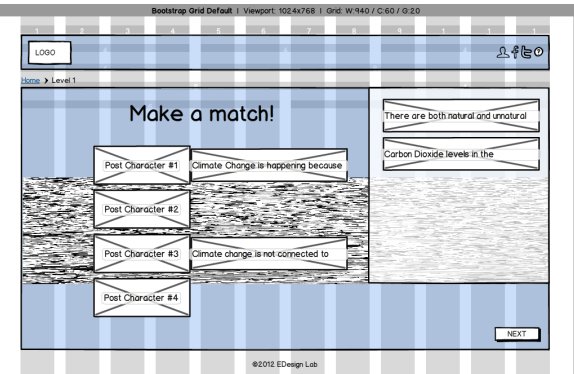 Bootstrap Grid Default | Viewport: 1024x768 | Grid: W:940 / C:60 / G:20
1 2 3 4 5 6 7 8 9 1 1 1
LOGO
Home > Level 1
Make a match!
There are both natural and unnatural
Carbon Dioxide levels in the
Post Character #1 Climate Change is happening because
Post Character #2
Post Character #3 Climate change is not connected to
Post Character #4
NEXT
©2012 EDesign Lab